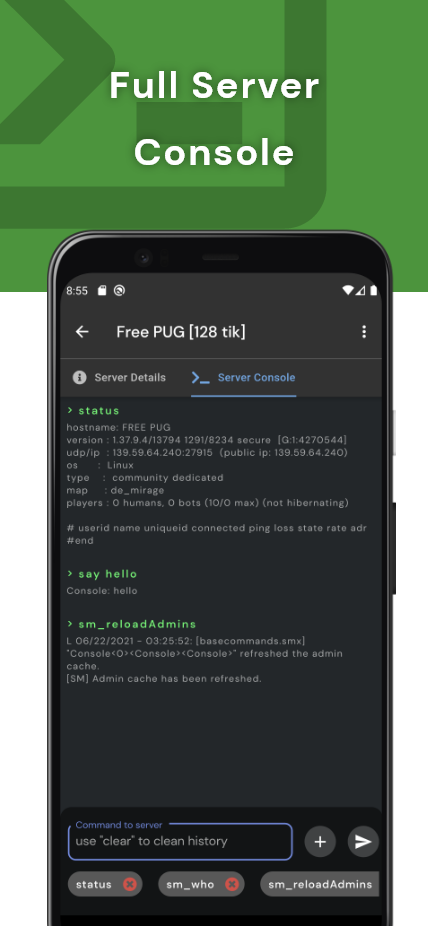 Full Server
Console
8:55
Free PUG [128 tik]
Server Details
Server Console
> status
hostname: FREE PUG
version : 1.37.9.4/13794 1291/8234 secure [G:1:4270544]
udp/ip : 139.59.64.240:27915 (public ip: 139.59.64.240)
os : Linux
type : community dedicated
map : de_mirage
players : 0 humans, 0 bots (10/0 max) (not hibernating)
# userid name uniqueid connected ping loss state rate adr
#end
> say hello
Console: hello
> sm_reloadAdmins
L 06/22/2021 - 03:25:52: [basecommands.smx]
"Console<0><Console><Console>" refreshed the admin
cache.
[SM] Admin cache has been refreshed.
Command to server
use "clear" to clean history
status
sm_who
sm_reloadAdmins